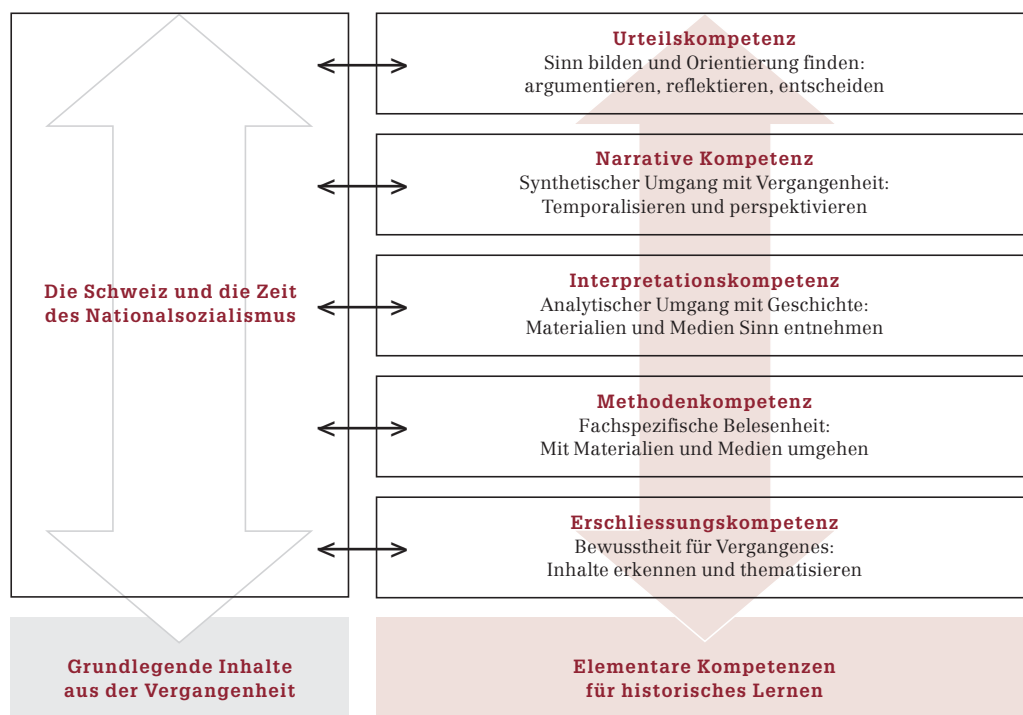 Urteilskompetenz
Sinn bilden und Orientierung finden:
argumentieren, reflektieren, entscheiden
Narrative Kompetenz
Synthetischer Umgang mit Vergangenheit:
Temporalisieren und perspektivieren
Die Schweiz und die Zeit
des Nationalsozialismus
Interpretationskompetenz
Analytischer Umgang mit Geschichte:
Materialien und Medien Sinn entnehmen
Methodenkompetenz
Fachspezifische Belesenheit:
Mit Materialien und Medien umgehen
Erschliessungskompetenz
Bewusstheit für Vergangenes:
Inhalte erkennen und thematisieren
Grundlegende Inhalte
aus der Vergangenheit
Elementare Kompetenzen
für historisches Lernen